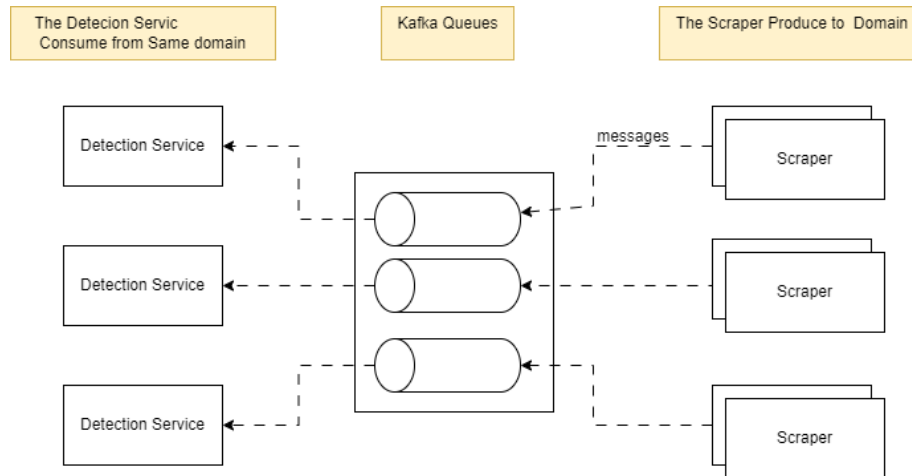 The Detecion Servic
Consume from Same domain
Kafka Queues
The Scraper Produce to Domain
messages
Detection Service
Scraper
Detection Service
Scraper
Detection Service
Scraper